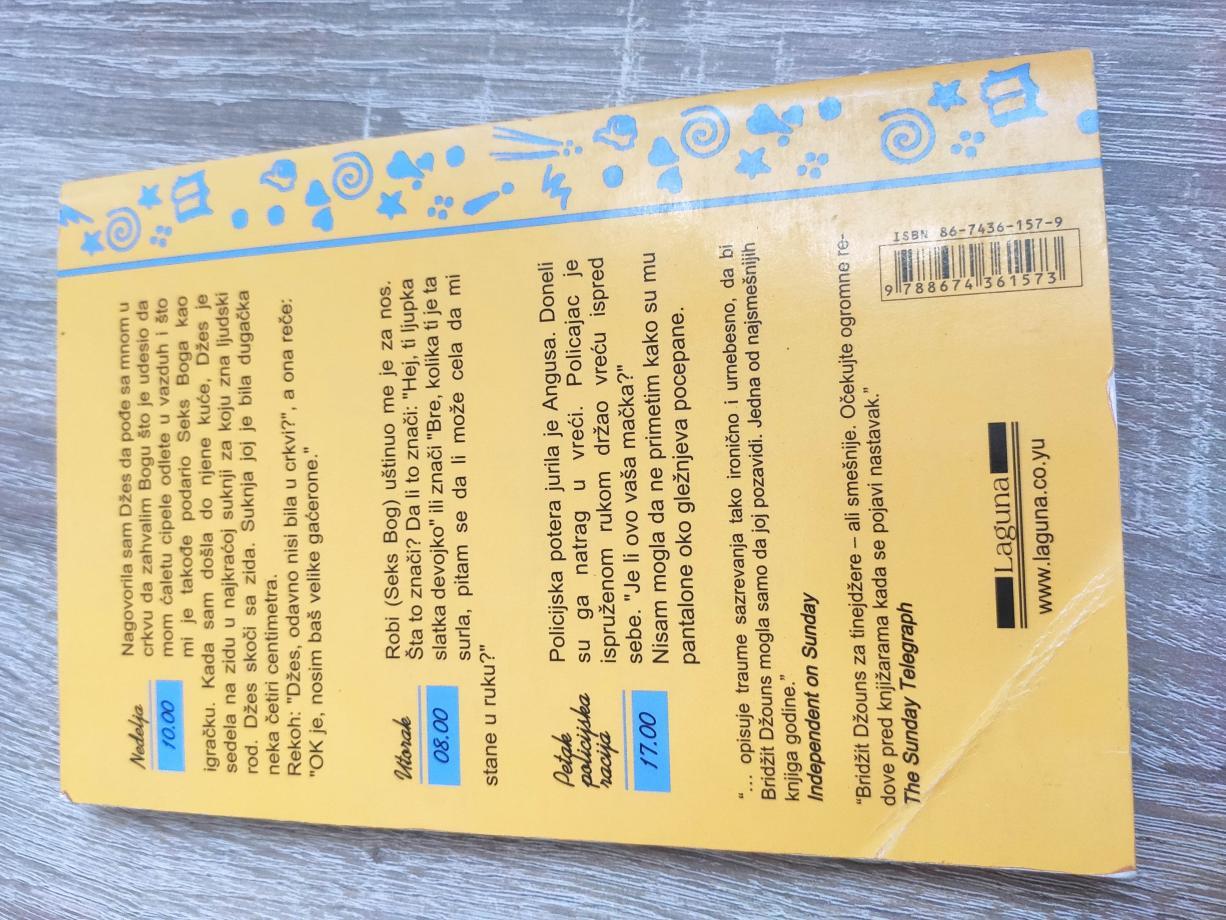 Nedelja
10.00
Nagovorila sam Džes da pođe sa mnom u
crkvu da zahvalim Bogu što je udesio da
mom ćaletu cipele odlete u vazduh i što
mi je takođe podario Seks Boga kao
igračku. Kada sam došla do njene kuće, Džes je
sedela na zidu u najkraćoj suknji za koju zna ljudski
rod. Džes skoči sa zida. Suknja joj je bila dugačka
neka četiri centimetra.
Rekoh: "Džes, odavno nisi bila u crkvi?", a ona reče:
"OK je, nosim baš velike gaćerone."
Utorak
08.00
Robi (Seks Bog) uštinuo me je za nos.
Šta to znači? Da li to znači: "Hej, ti ljupka
slatka devojko" ili znači "Bre, kolika ti je ta
surla, pitam se da li može cela da mi
stane u ruku?"
Petak
policijska
racija
17.00
Policijska potera jurila je Angusa. Doneli
su ga natrag u vreći. Policajac je
ispruženom rukom držao vreću ispred
sebe. "Je li ovo vaša mačka?"
Nisam mogla da ne primetim kako su mu
pantalone oko gležnjeva pocepane.
“... opisuje traume sazrevanja tako ironično i urnebesno, da bi
Bridžit Džouns mogla samo da joj pozavidi. Jedna od najsmešnijih
knjiga godine.”
Independent on Sunday
“Bridžit Džouns za tinejdžere – ali smešnije. Očekujte ogromne re-
dove pred knjižarama kada se pojavi nastavak.”
The Sunday Telegraph
Laguna
www.laguna.co.yu
ISBN 86-7436-157-9
9 788674 361573